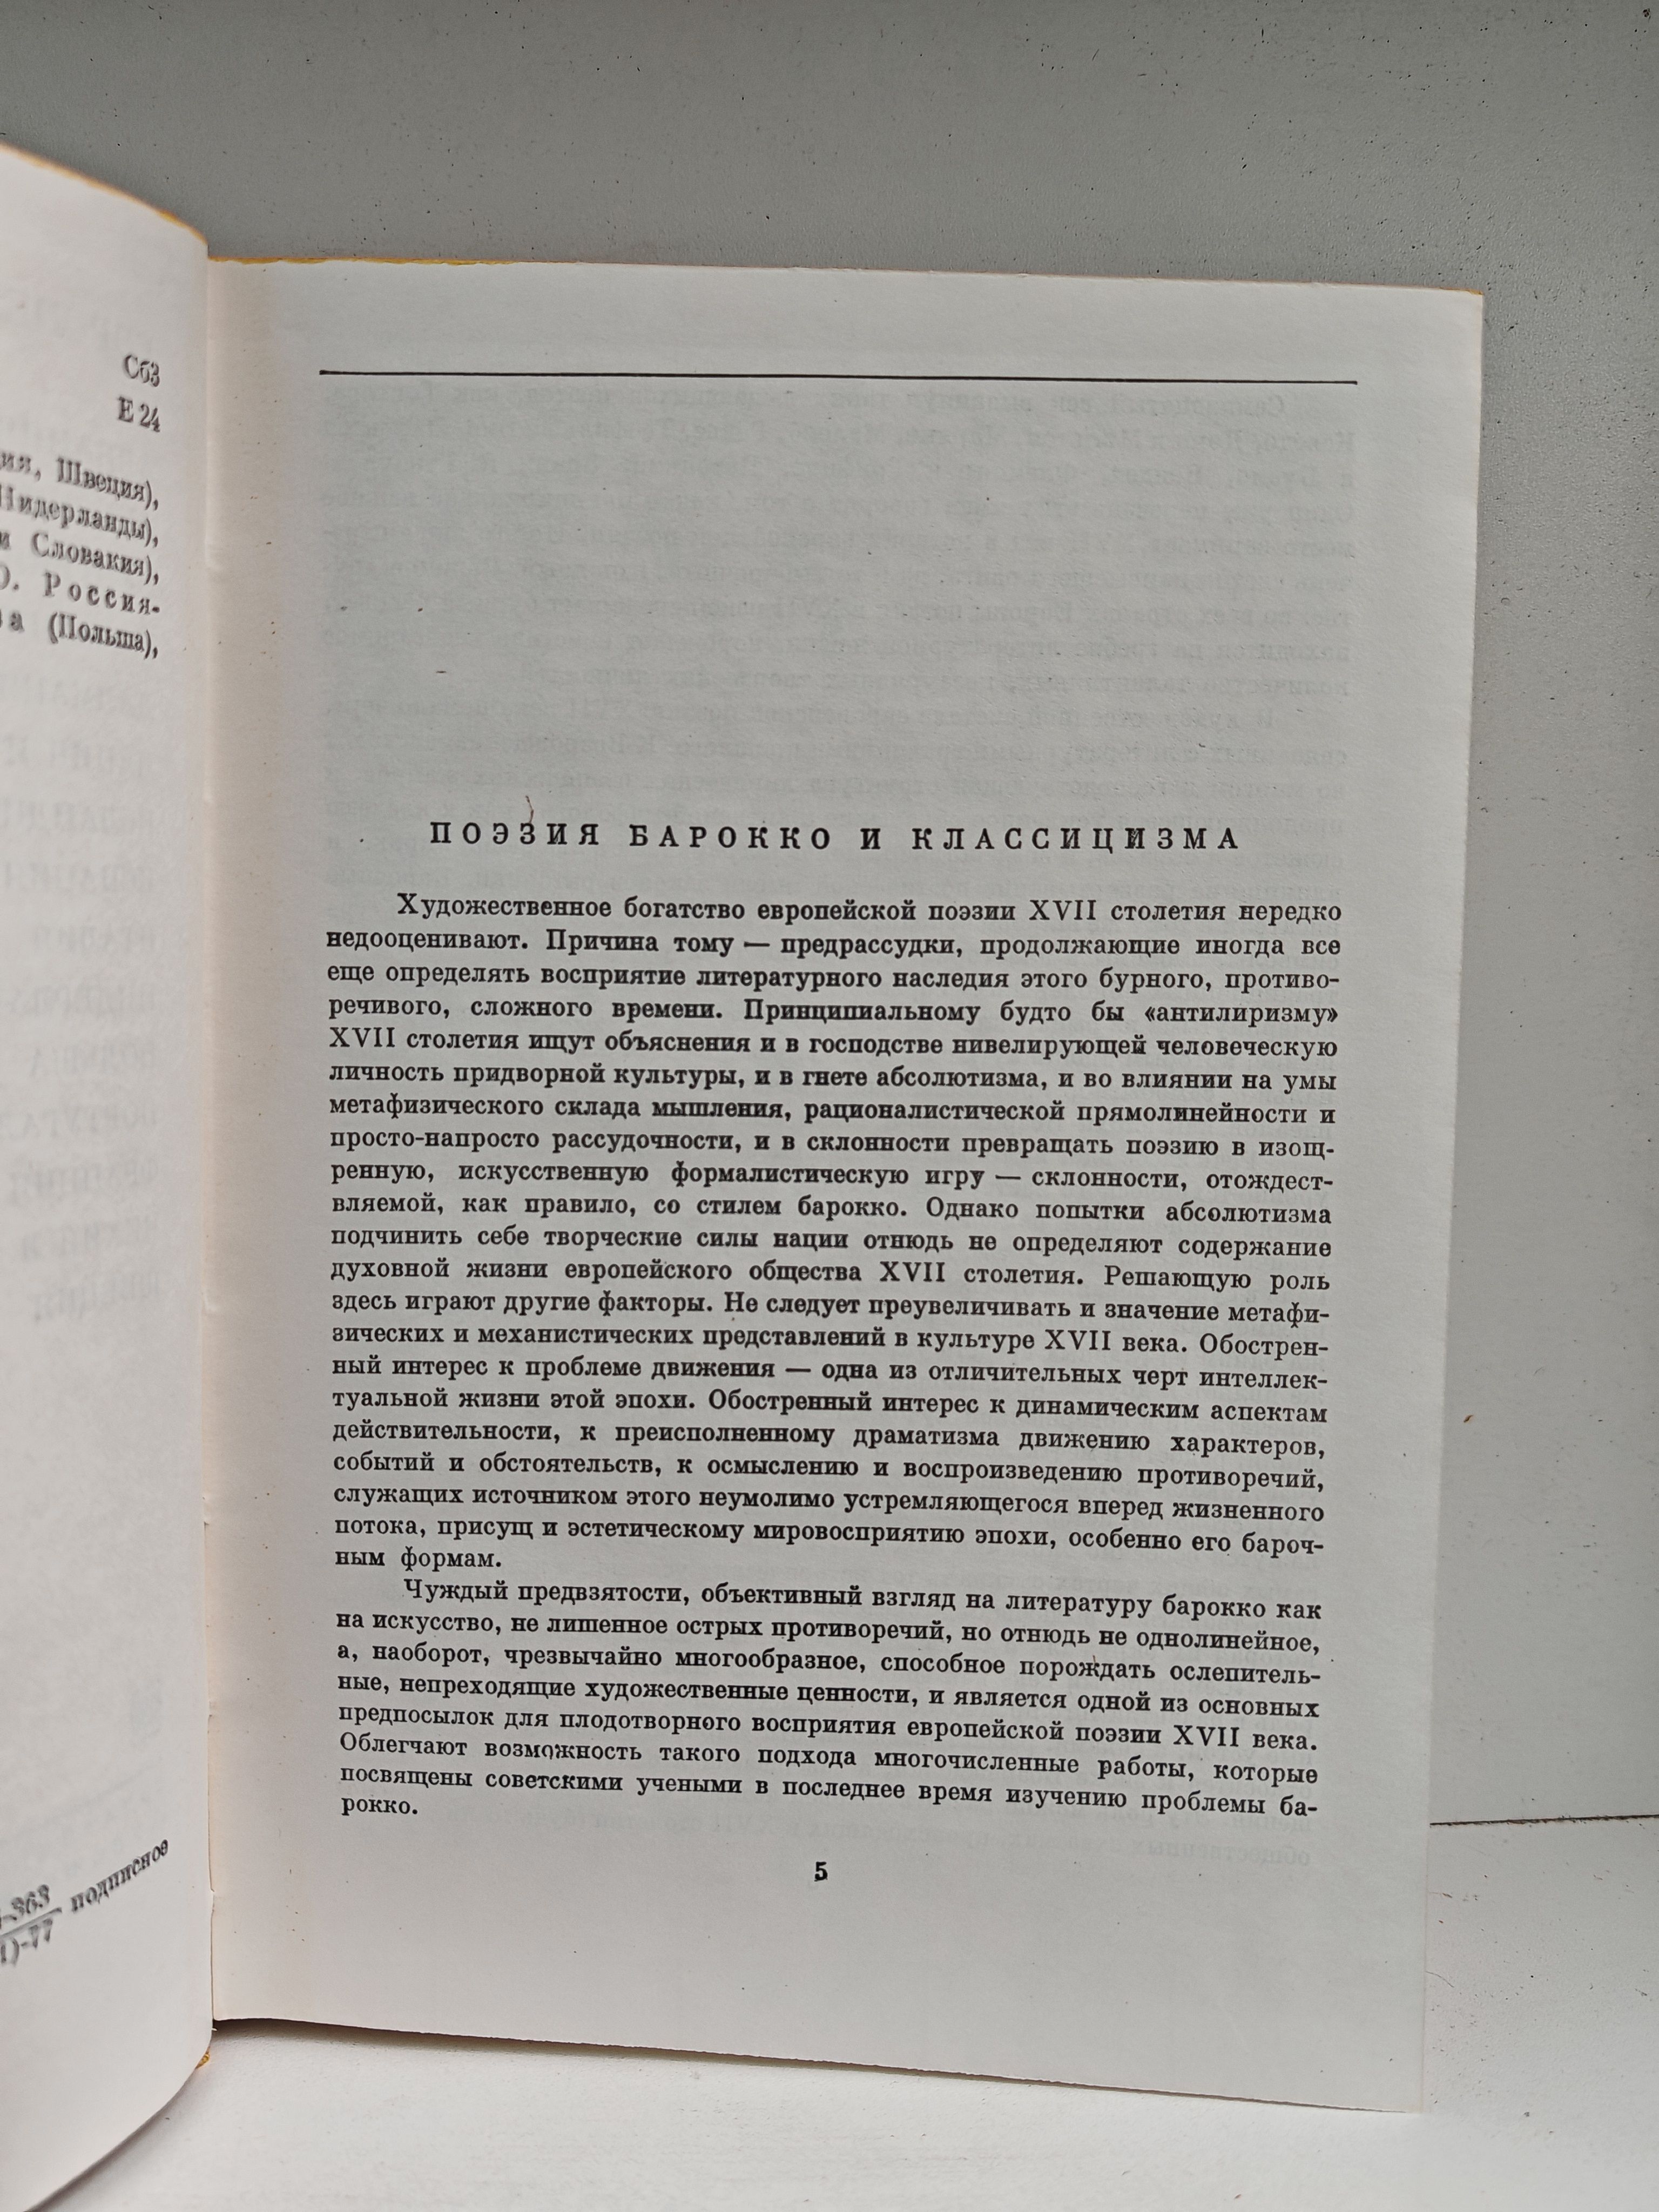 Сб3
Е 24
Швеция),
Нидерланды),
и Словакия),
Россия-
(Польша),
-363
-77
подписное
ПОЭЗИЯ БАРОККО И КЛАССИЦИЗМА
Художественное богатство европейской поэзии XVII столетия нередко
недооценивают. Причина тому — предрассудки, продолжающие иногда все
еще определять восприятие литературного наследия этого бурного, противо-
речивого, сложного времени. Принципиальному будто бы «антилиризму»
XVII столетия ищут объяснения и в господстве нивелирующей человеческую
личность придворной культуры, и в гнете абсолютизма, и во влиянии на умы
метафизического склада мышления, рационалистической прямолинейности и
просто-напросто рассудочности, и в склонности превращать поэзию в изощ-
ренную, искусственную формалистическую игру — склонности, отождест-
вляемой, как правило, со стилем барокко. Однако попытки абсолютизма
подчинить себе творческие силы нации отнюдь не определяют содержание
духовной жизни европейского общества XVII столетия. Решающую роль
здесь играют другие факторы. Не следует преувеличивать и значение метафи-
зических и механистических представлений в культуре XVII века. Обострен-
ный интерес к проблеме движения — одна из отличительных черт интеллек-
туальной жизни этой эпохи. Обостренный интерес к динамическим аспектам
действительности, к преисполненному драматизма движению характеров,
событий и обстоятельств, к осмыслению и воспроизведению противоречий,
служащих источником этого неумолимо устремляющегося вперед жизненного
потока, присущ и эстетическому мировосприятию эпохи, особенно его бароч-
ным формам.
Чуждый предвзятости, объективный взгляд на литературу барокко как
на искусство, не лишенное острых противоречий, но отнюдь не однолинейное,
а, наоборот, чрезвычайно многообразное, способное порождать ослепитель-
ные, непреходящие художественные ценности, и является одной из основных
предпосылок для плодотворного восприятия европейской поэзии XVII века.
Облегчают возможность такого подхода многочисленные работы, которые
посвящены советскими учеными в последнее время изучению проблемы ба-
рокко.
5